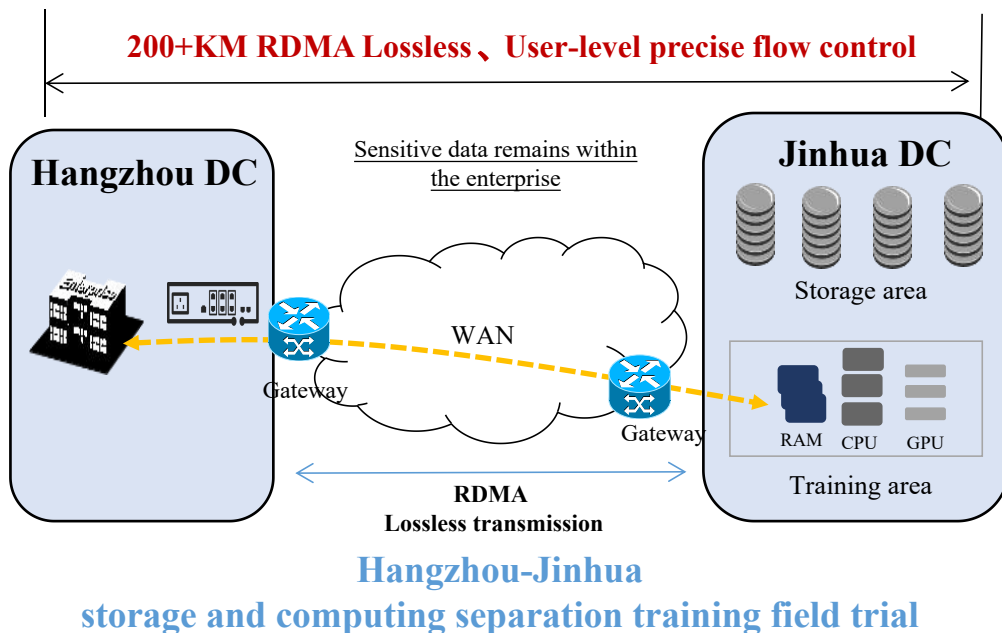 200+KM RDMA Lossless、User-level precise flow control
Hangzhou DC
Sensitive data remains within
the enterprise
Jinhua DC
Enterprise
Storage area
WAN
Gateway
Gateway
RAM
CPU
GPU
Training area
RDMA
Lossless transmission
Hangzhou-Jinhua
storage and computing separation training field trial